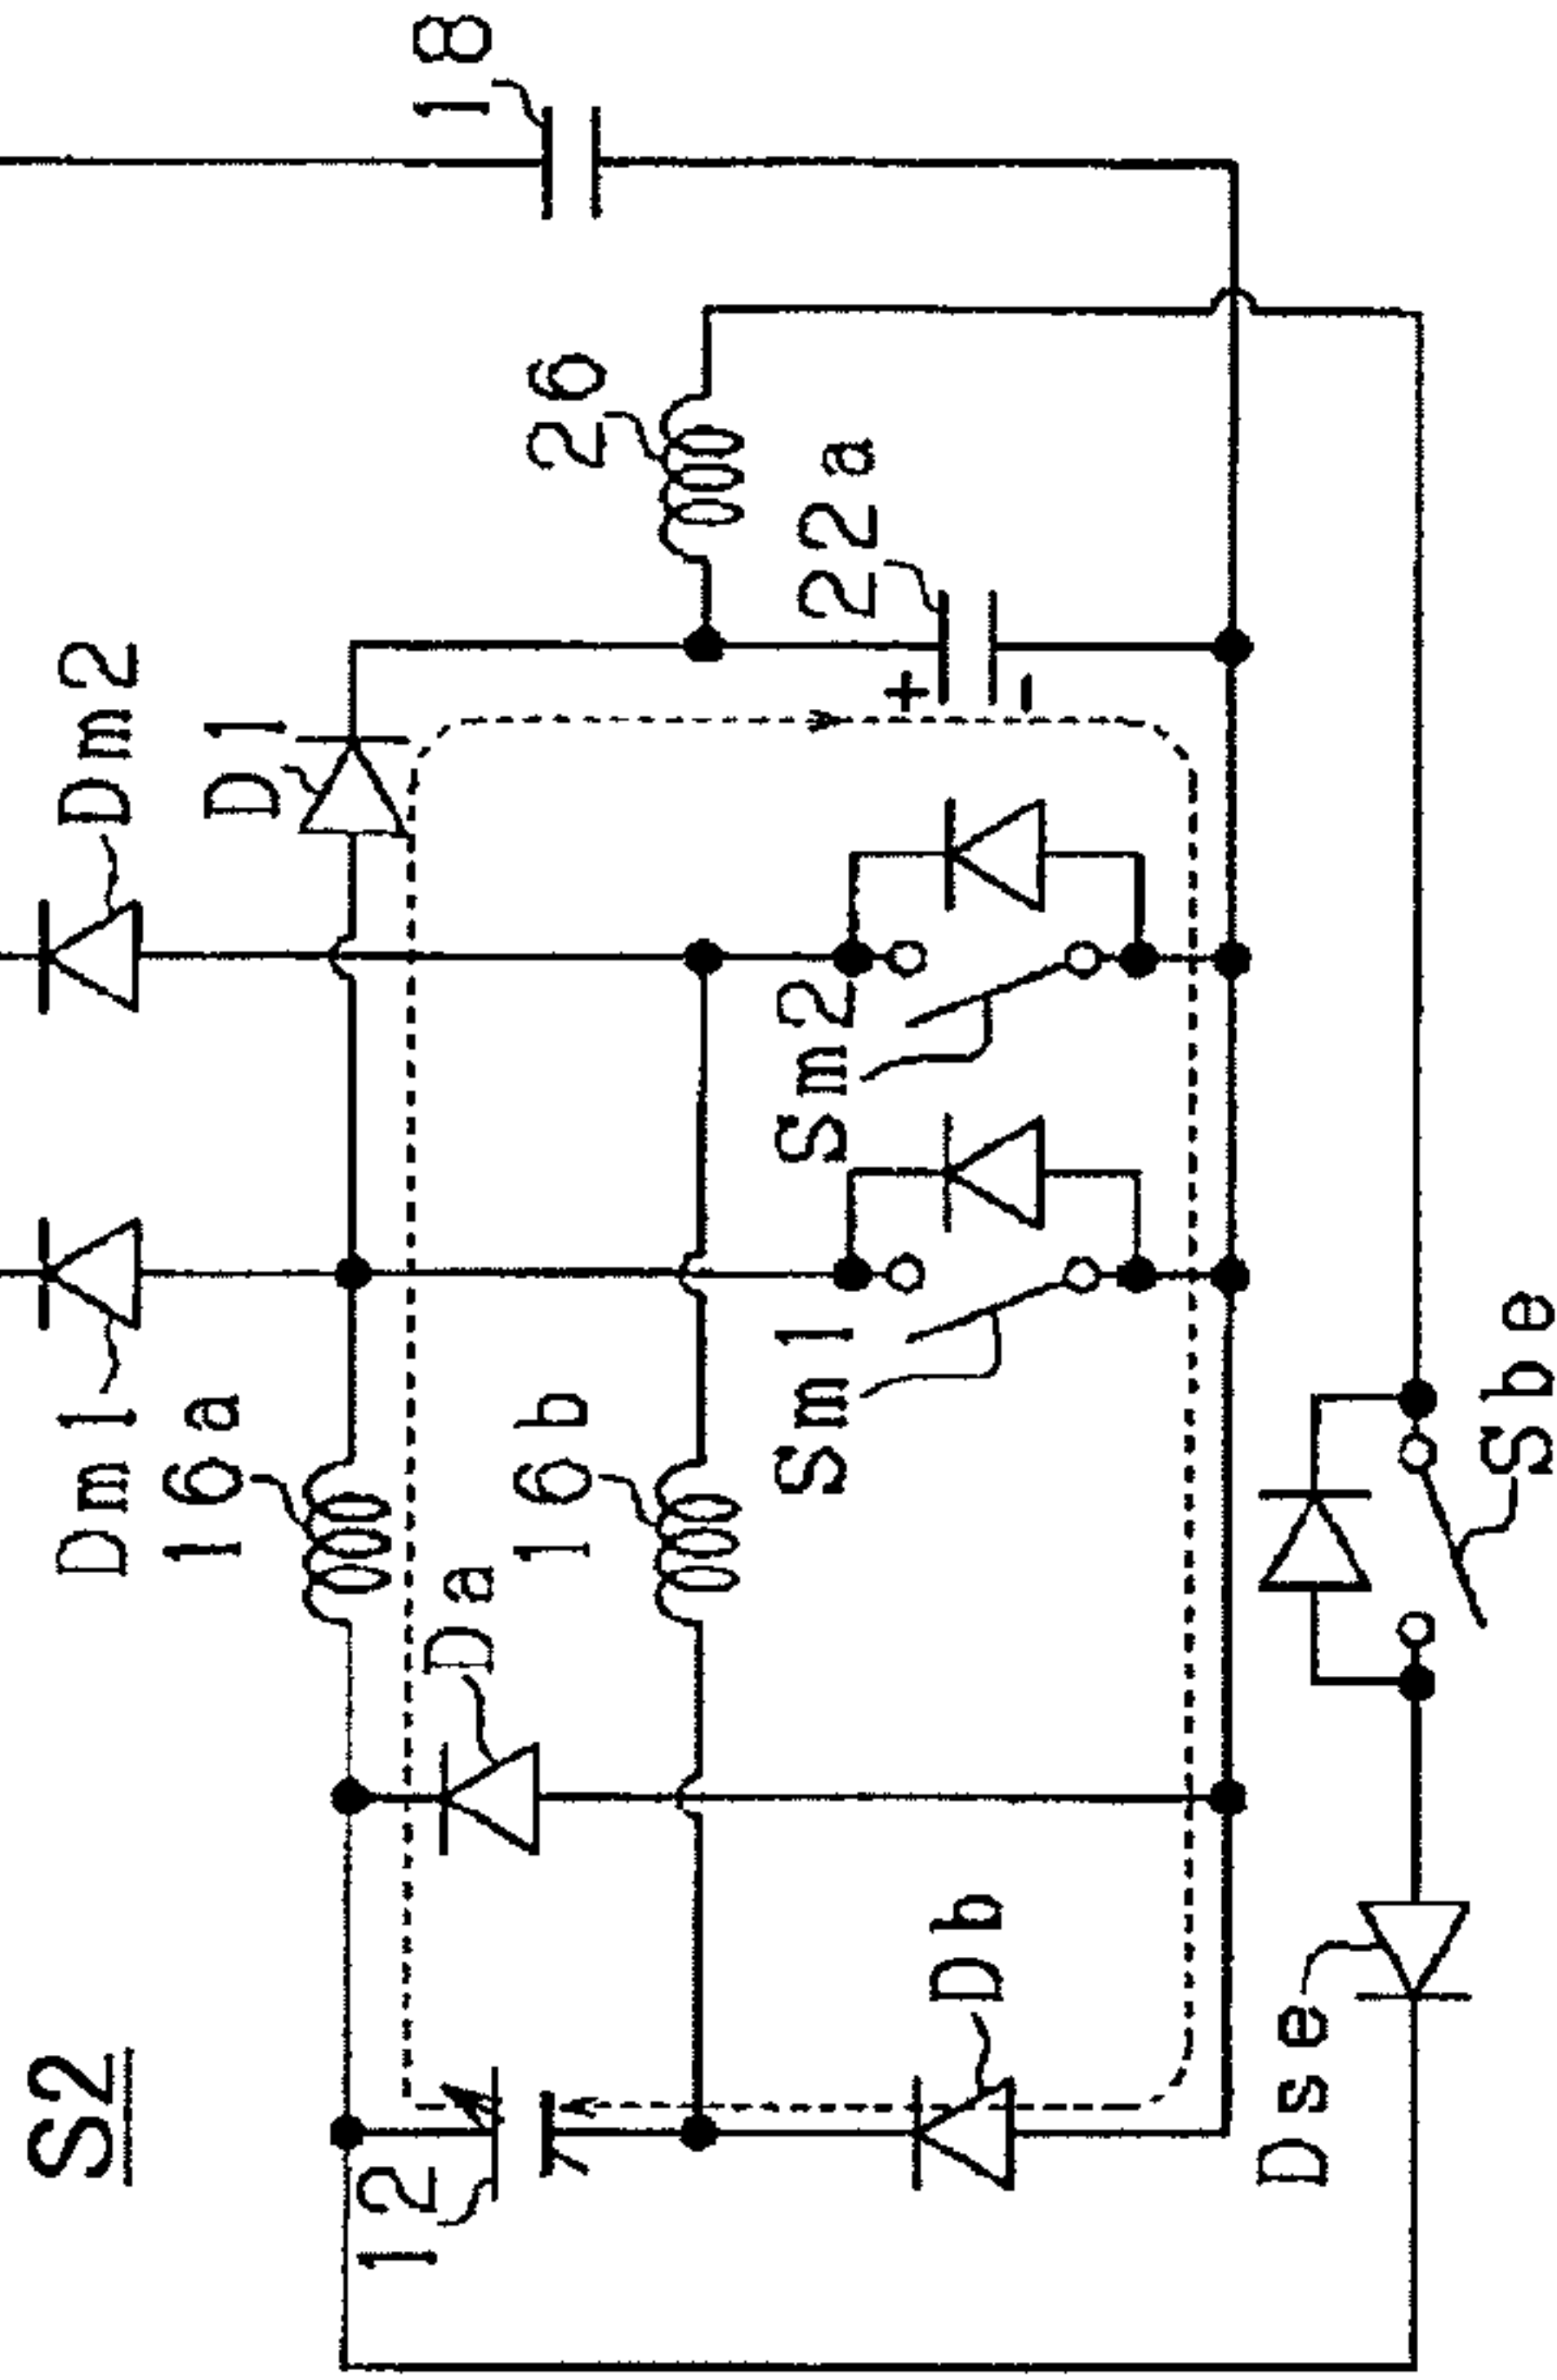 S2
Dm1
Dm2
16a
D1
18
12
Da
16b
26
Sm1
Sm2
22a
+
-
Db
Dse
Sbe